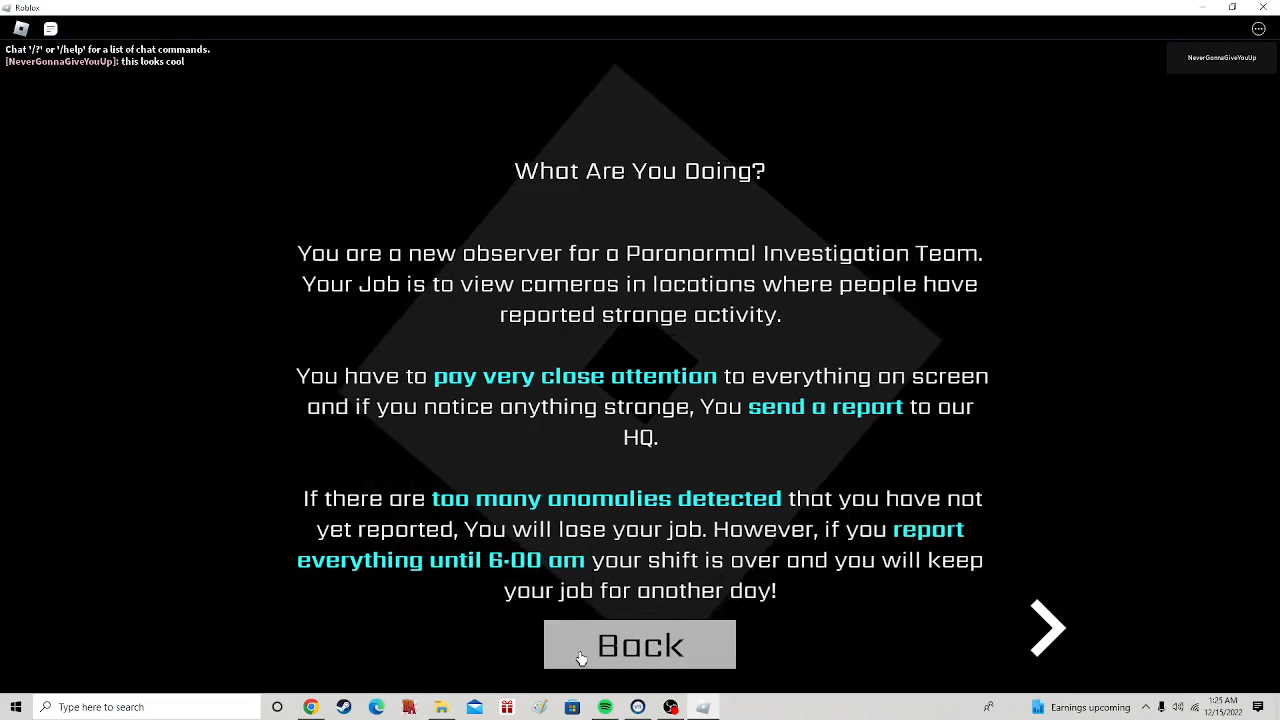 Roblox
Chat '/?' or '/help' for a list of chat commands.
[NeverGonnaGiveYouUp]: this looks cool
NeverGonnaGiveYouUp
What Are You Doing?
You are a new observer for a Paranormal Investigation Team.
Your Job is to view cameras in locations where people have
reported strange activity.
You have to pay very close attention to everything on screen
and if you notice anything strange, You send a report to our
HQ.
If there are too many anomalies detected that you have not
yet reported, You will lose your job. However, if you report
everything until 6:00 am your shift is over and you will keep
your job for another day!
Back
Type here to search
Earnings upcoming
1:25 AM
12/15/2022